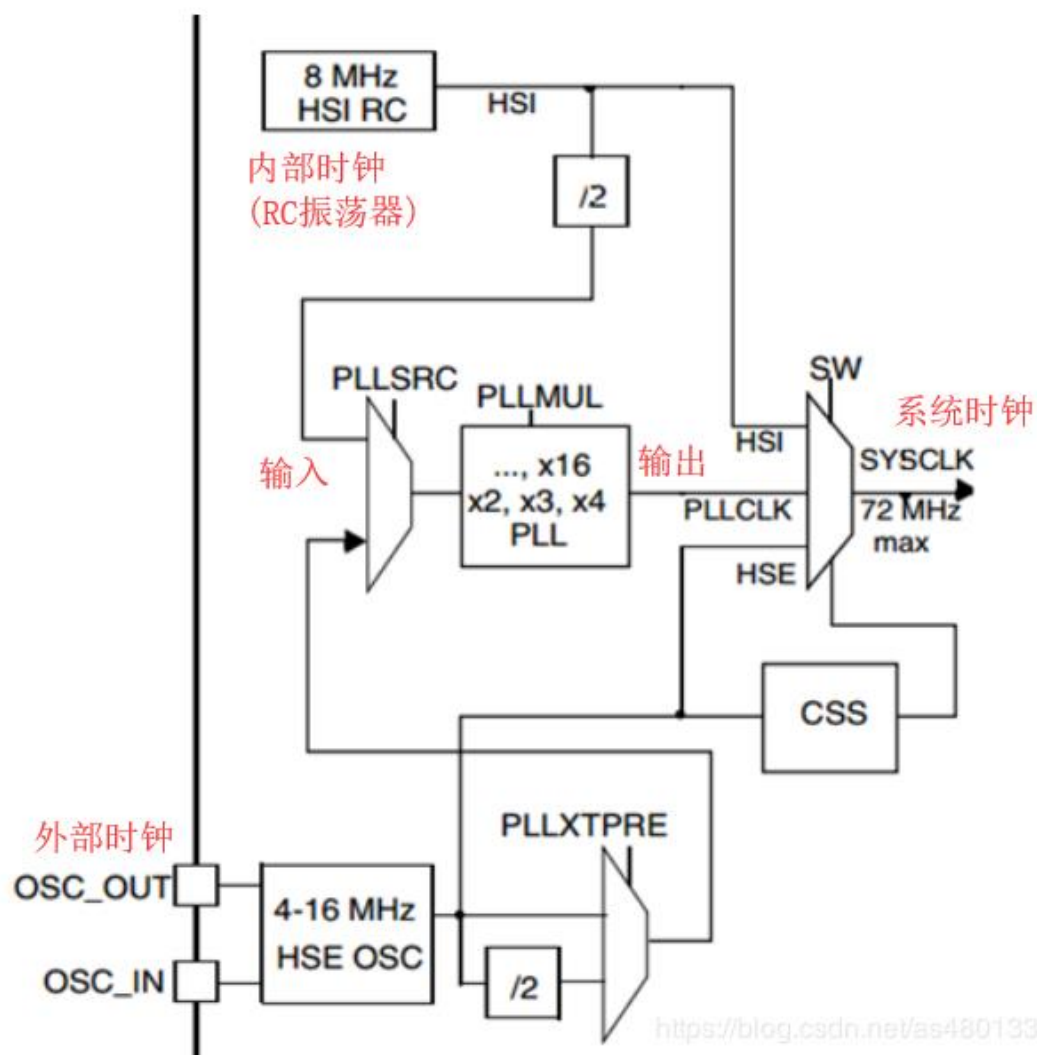 8 MHz
HSI RC
HSI
内部时钟
(RC振荡器)
/2
PLLSRC
PLLMUL
SW
系统时钟
输入
..., x16
x2, x3, x4
PLL
输出
HSI
PLLCLK
HSE
SYSCLK
72 MHz
max
CSS
PLLXTPRE
外部时钟
OSC_OUT
OSC_IN
4-16 MHz
HSE OSC
/2
https://blog.csdn.net/as480133